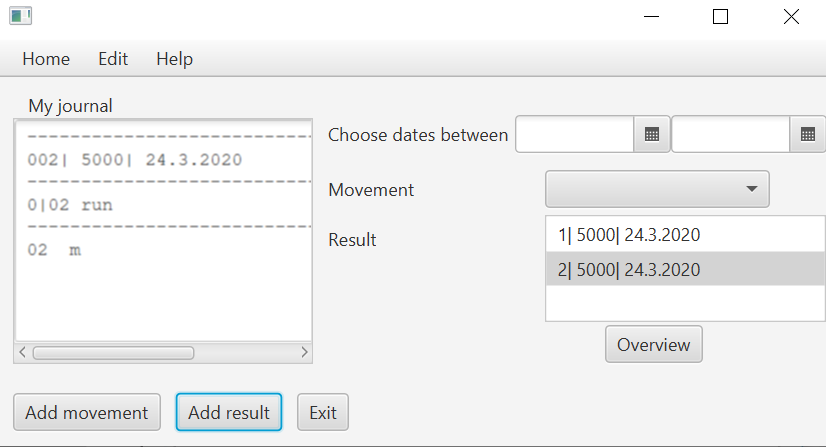 Home Edit Help
My journal
------------------------------
002| 5000| 24.3.2020
------------------------------
0|02 run
------------------------------
02  m
Choose dates between
Movement
Result
1| 5000| 24.3.2020
2| 5000| 24.3.2020
Overview
Add movement Add result Exit